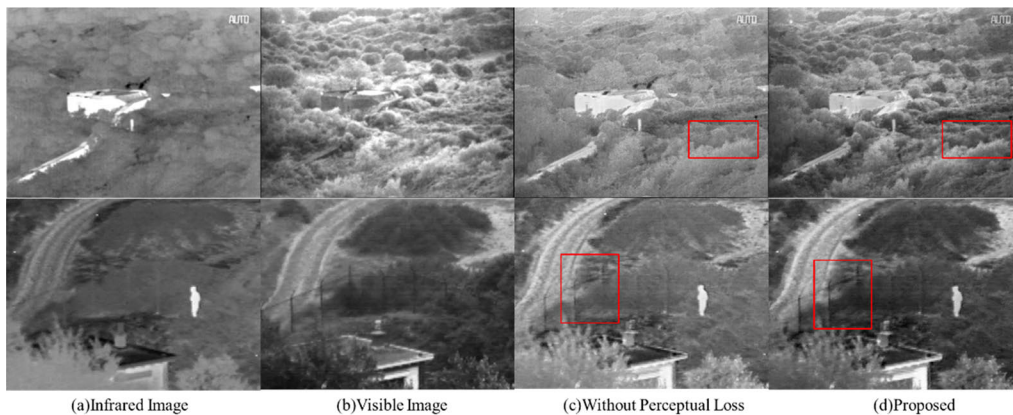 AUTO
AUTO
AUTO
(a)Infrared Image
(b)Visible Image
(c)Without Perceptual Loss
(d)Proposed